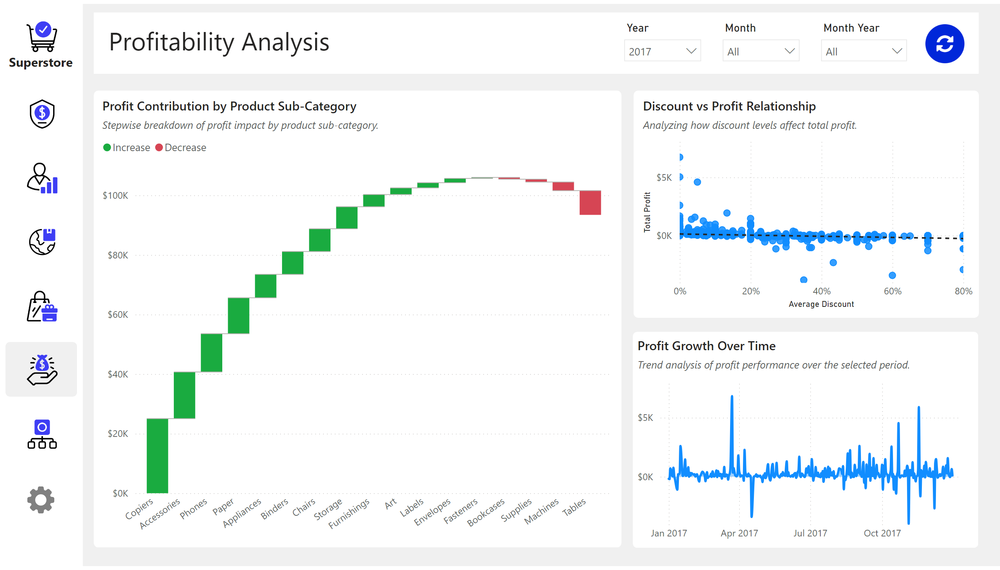 Superstore
Profitability Analysis
Year
Month
Month Year
2017
All
All
Profit Contribution by Product Sub-Category
Stepwise breakdown of profit impact by product sub-category.
Increase
Decrease
$100K
$80K
$60K
$40K
$20K
$0K
Copiers
Accessories
Phones
Paper
Appliances
Binders
Chairs
Storage
Furnishings
Art
Labels
Envelopes
Fasteners
Bookcases
Supplies
Machines
Tables
Discount vs Profit Relationship
Analyzing how discount levels affect total profit.
Total Profit
$5K
$0K
0%
20%
40%
60%
80%
Average Discount
Profit Growth Over Time
Trend analysis of profit performance over the selected period.
$5K
$0K
Jan 2017
Apr 2017
Jul 2017
Oct 2017